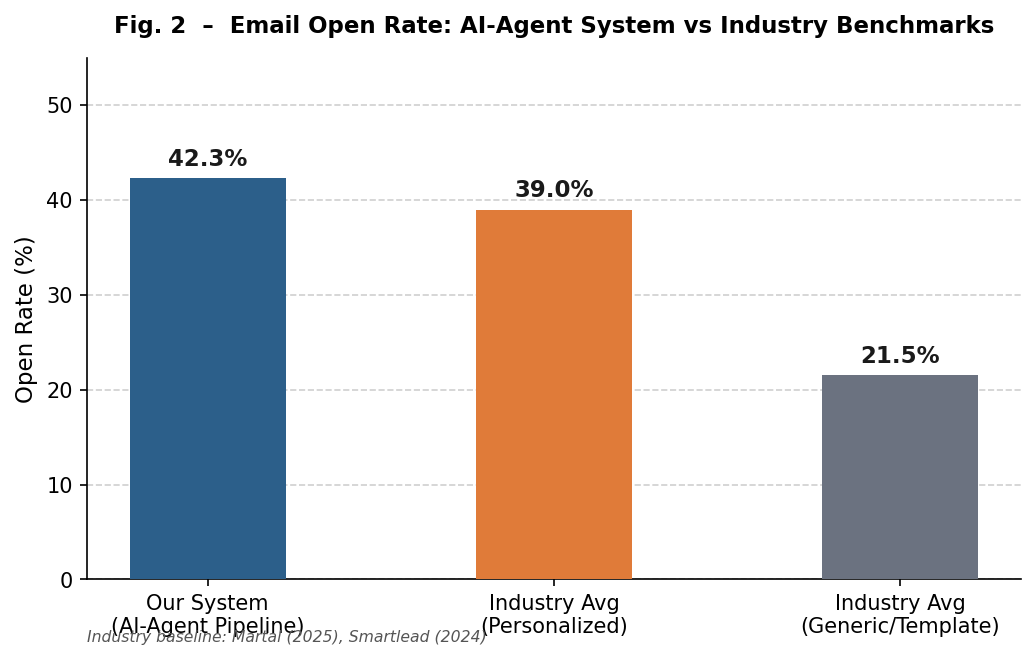 Fig. 2  –  Email Open Rate: AI-Agent System vs Industry Benchmarks
50
40
30
20
10
0
Open Rate (%)
42.3%
39.0%
21.5%
Our System
(AI-Agent Pipeline)
Industry Avg
(Personalized)
Industry Avg
(Generic/Template)
Industry baseline: Martal (2025), Smartlead (2024)